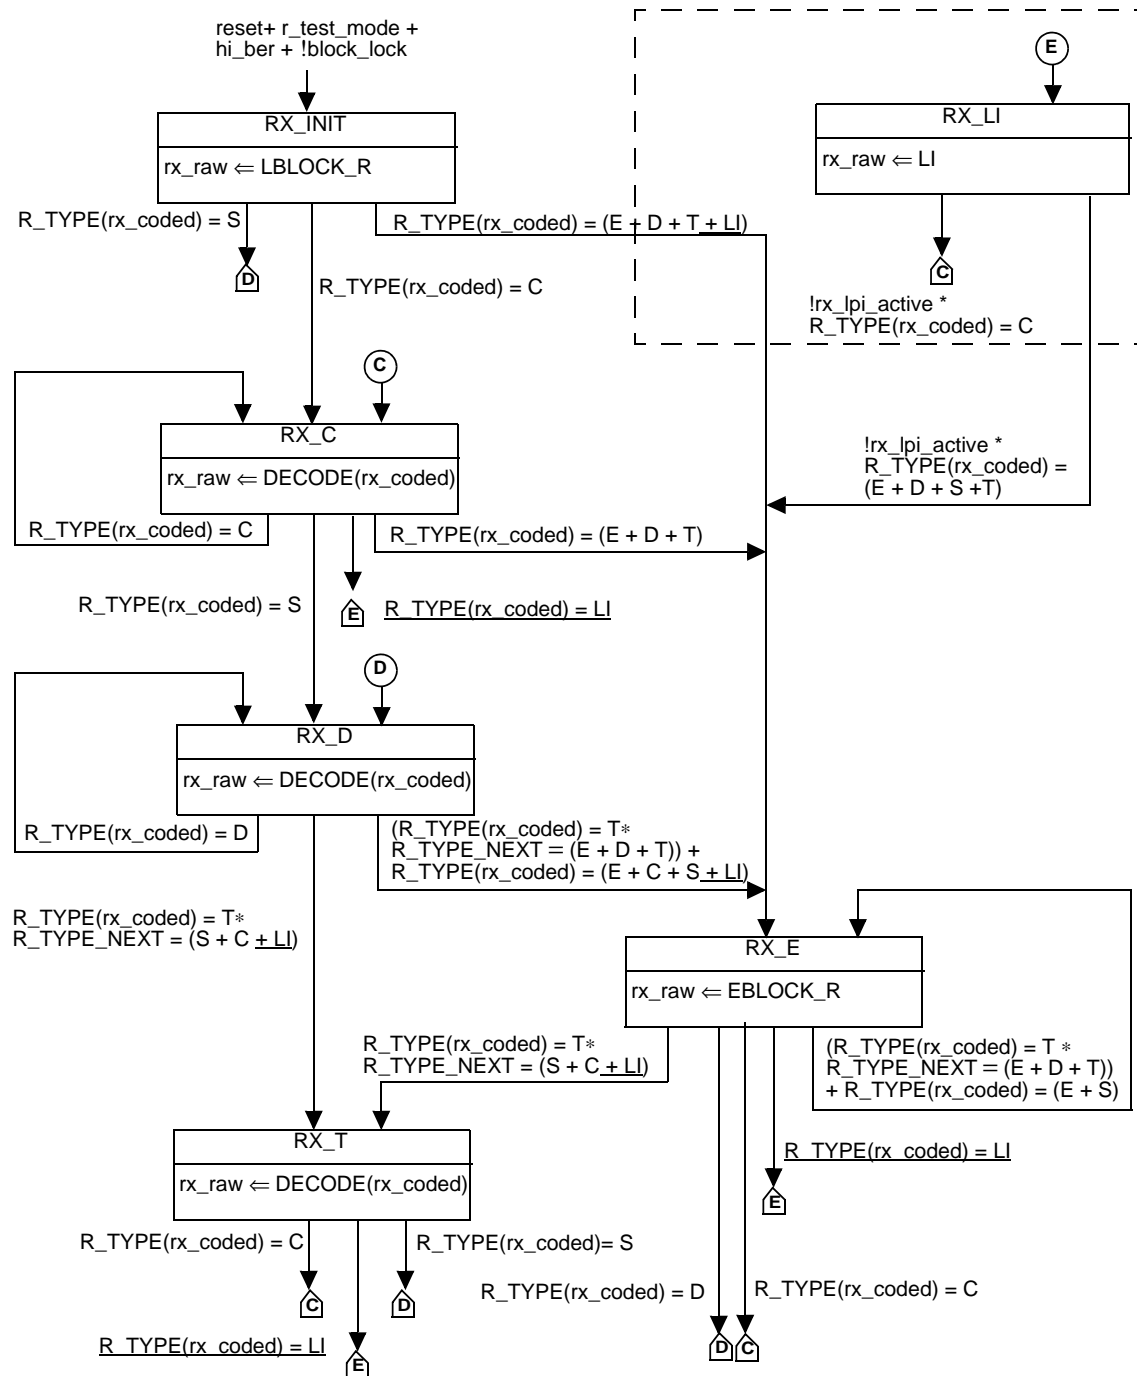 reset+ r_test_mode +
hi_ber + !block_lock
E
RX_INIT
rx_raw ⇐ LBLOCK_R
RX_LI
rx_raw ⇐ LI
R_TYPE(rx_coded) = S
R_TYPE(rx_coded) = (E + D + T + LI)
D
C
R_TYPE(rx_coded) = C
!rx_lpi_active *
R_TYPE(rx_coded) = C
C
RX_C
rx_raw ⇐ DECODE(rx_coded)
!rx_lpi_active *
R_TYPE(rx_coded) =
(E + D + S +T)
R_TYPE(rx_coded) = C
R_TYPE(rx_coded) = (E + D + T)
R_TYPE(rx_coded) = S
E
R_TYPE(rx_coded) = LI
D
RX_D
rx_raw ⇐ DECODE(rx_coded)
R_TYPE(rx_coded) = D
(R_TYPE(rx_coded) = T*
R_TYPE_NEXT = (E + D + T)) +
R_TYPE(rx_coded) = (E + C + S + LI)
R_TYPE(rx_coded) = T*
R_TYPE_NEXT = (S + C + LI)
RX_E
rx_raw ⇐ EBLOCK_R
R_TYPE(rx_coded) = T*
R_TYPE_NEXT = (S + C + LI)
(R_TYPE(rx_coded) = T *
R_TYPE_NEXT = (E + D + T))
+ R_TYPE(rx_coded) = (E + S)
RX_T
rx_raw ⇐ DECODE(rx_coded)
R_TYPE(rx_coded) = LI
E
R_TYPE(rx_coded) = C
R_TYPE(rx_coded)= S
C
D
R_TYPE(rx_coded) = D
R_TYPE(rx_coded) = C
R_TYPE(rx_coded) = LI
E
D
C